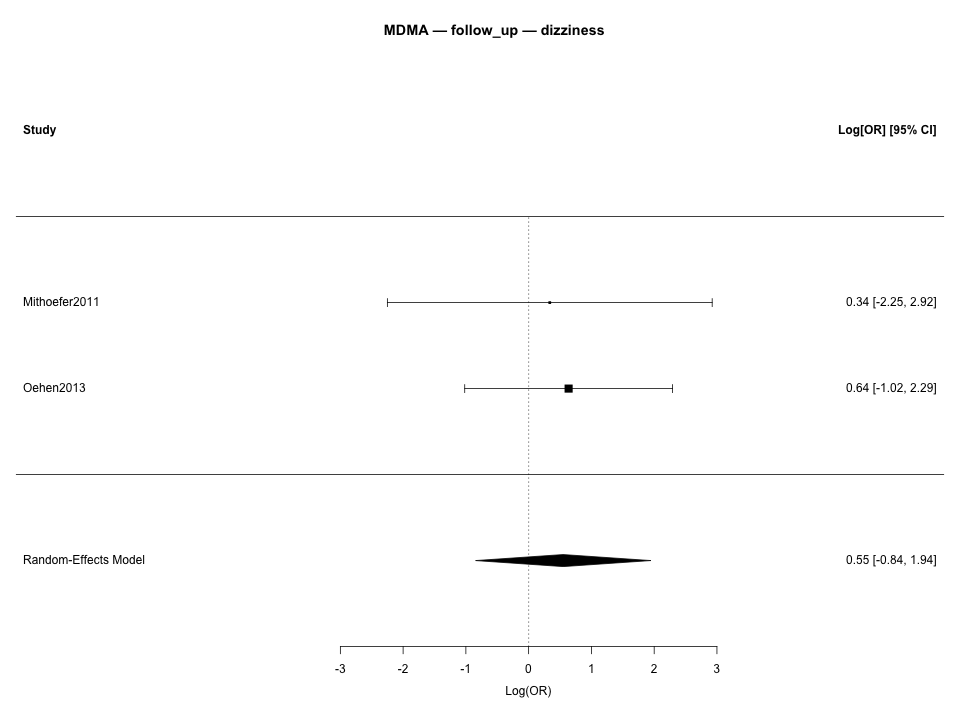 MDMA — follow_up — dizziness
Study Log[OR] [95% CI]
Mithoefer2011 0.34 [-2.25, 2.92]
Oehen2013 0.64 [-1.02, 2.29]
Random-Effects Model 0.55 [-0.84, 1.94]
-3 -2 -1 0 1 2 3
Log(OR)